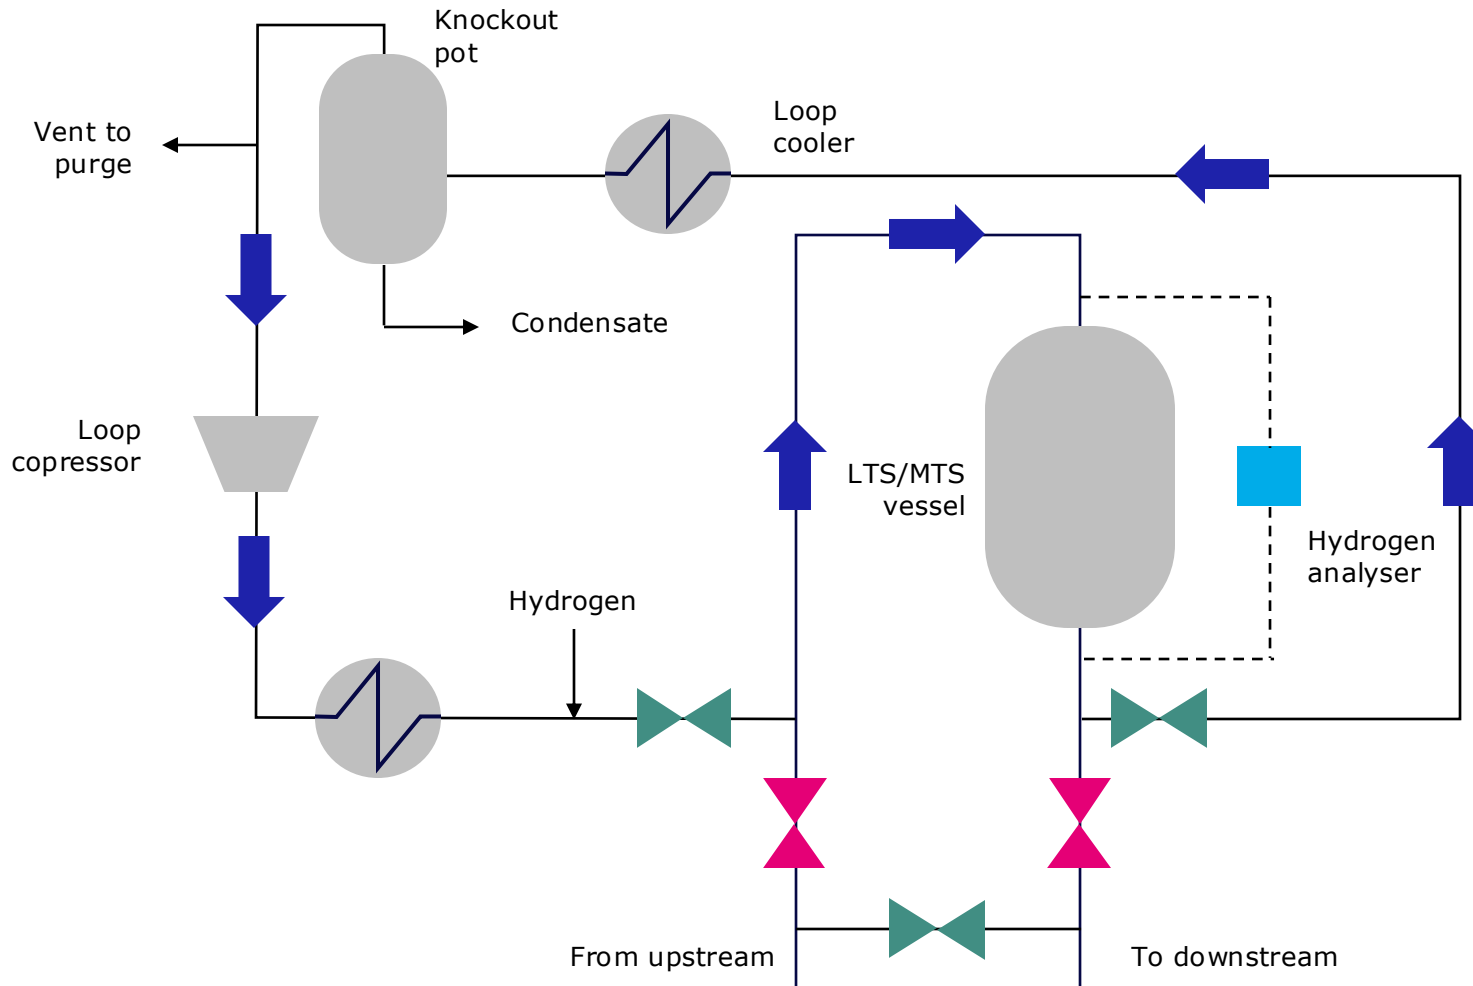 Knockout
pot
Vent to
purge
Loop
cooler
Condensate
Loop
copressor
LTS/MTS
vessel
Hydrogen
analyser
Hydrogen
From upstream
To downstream